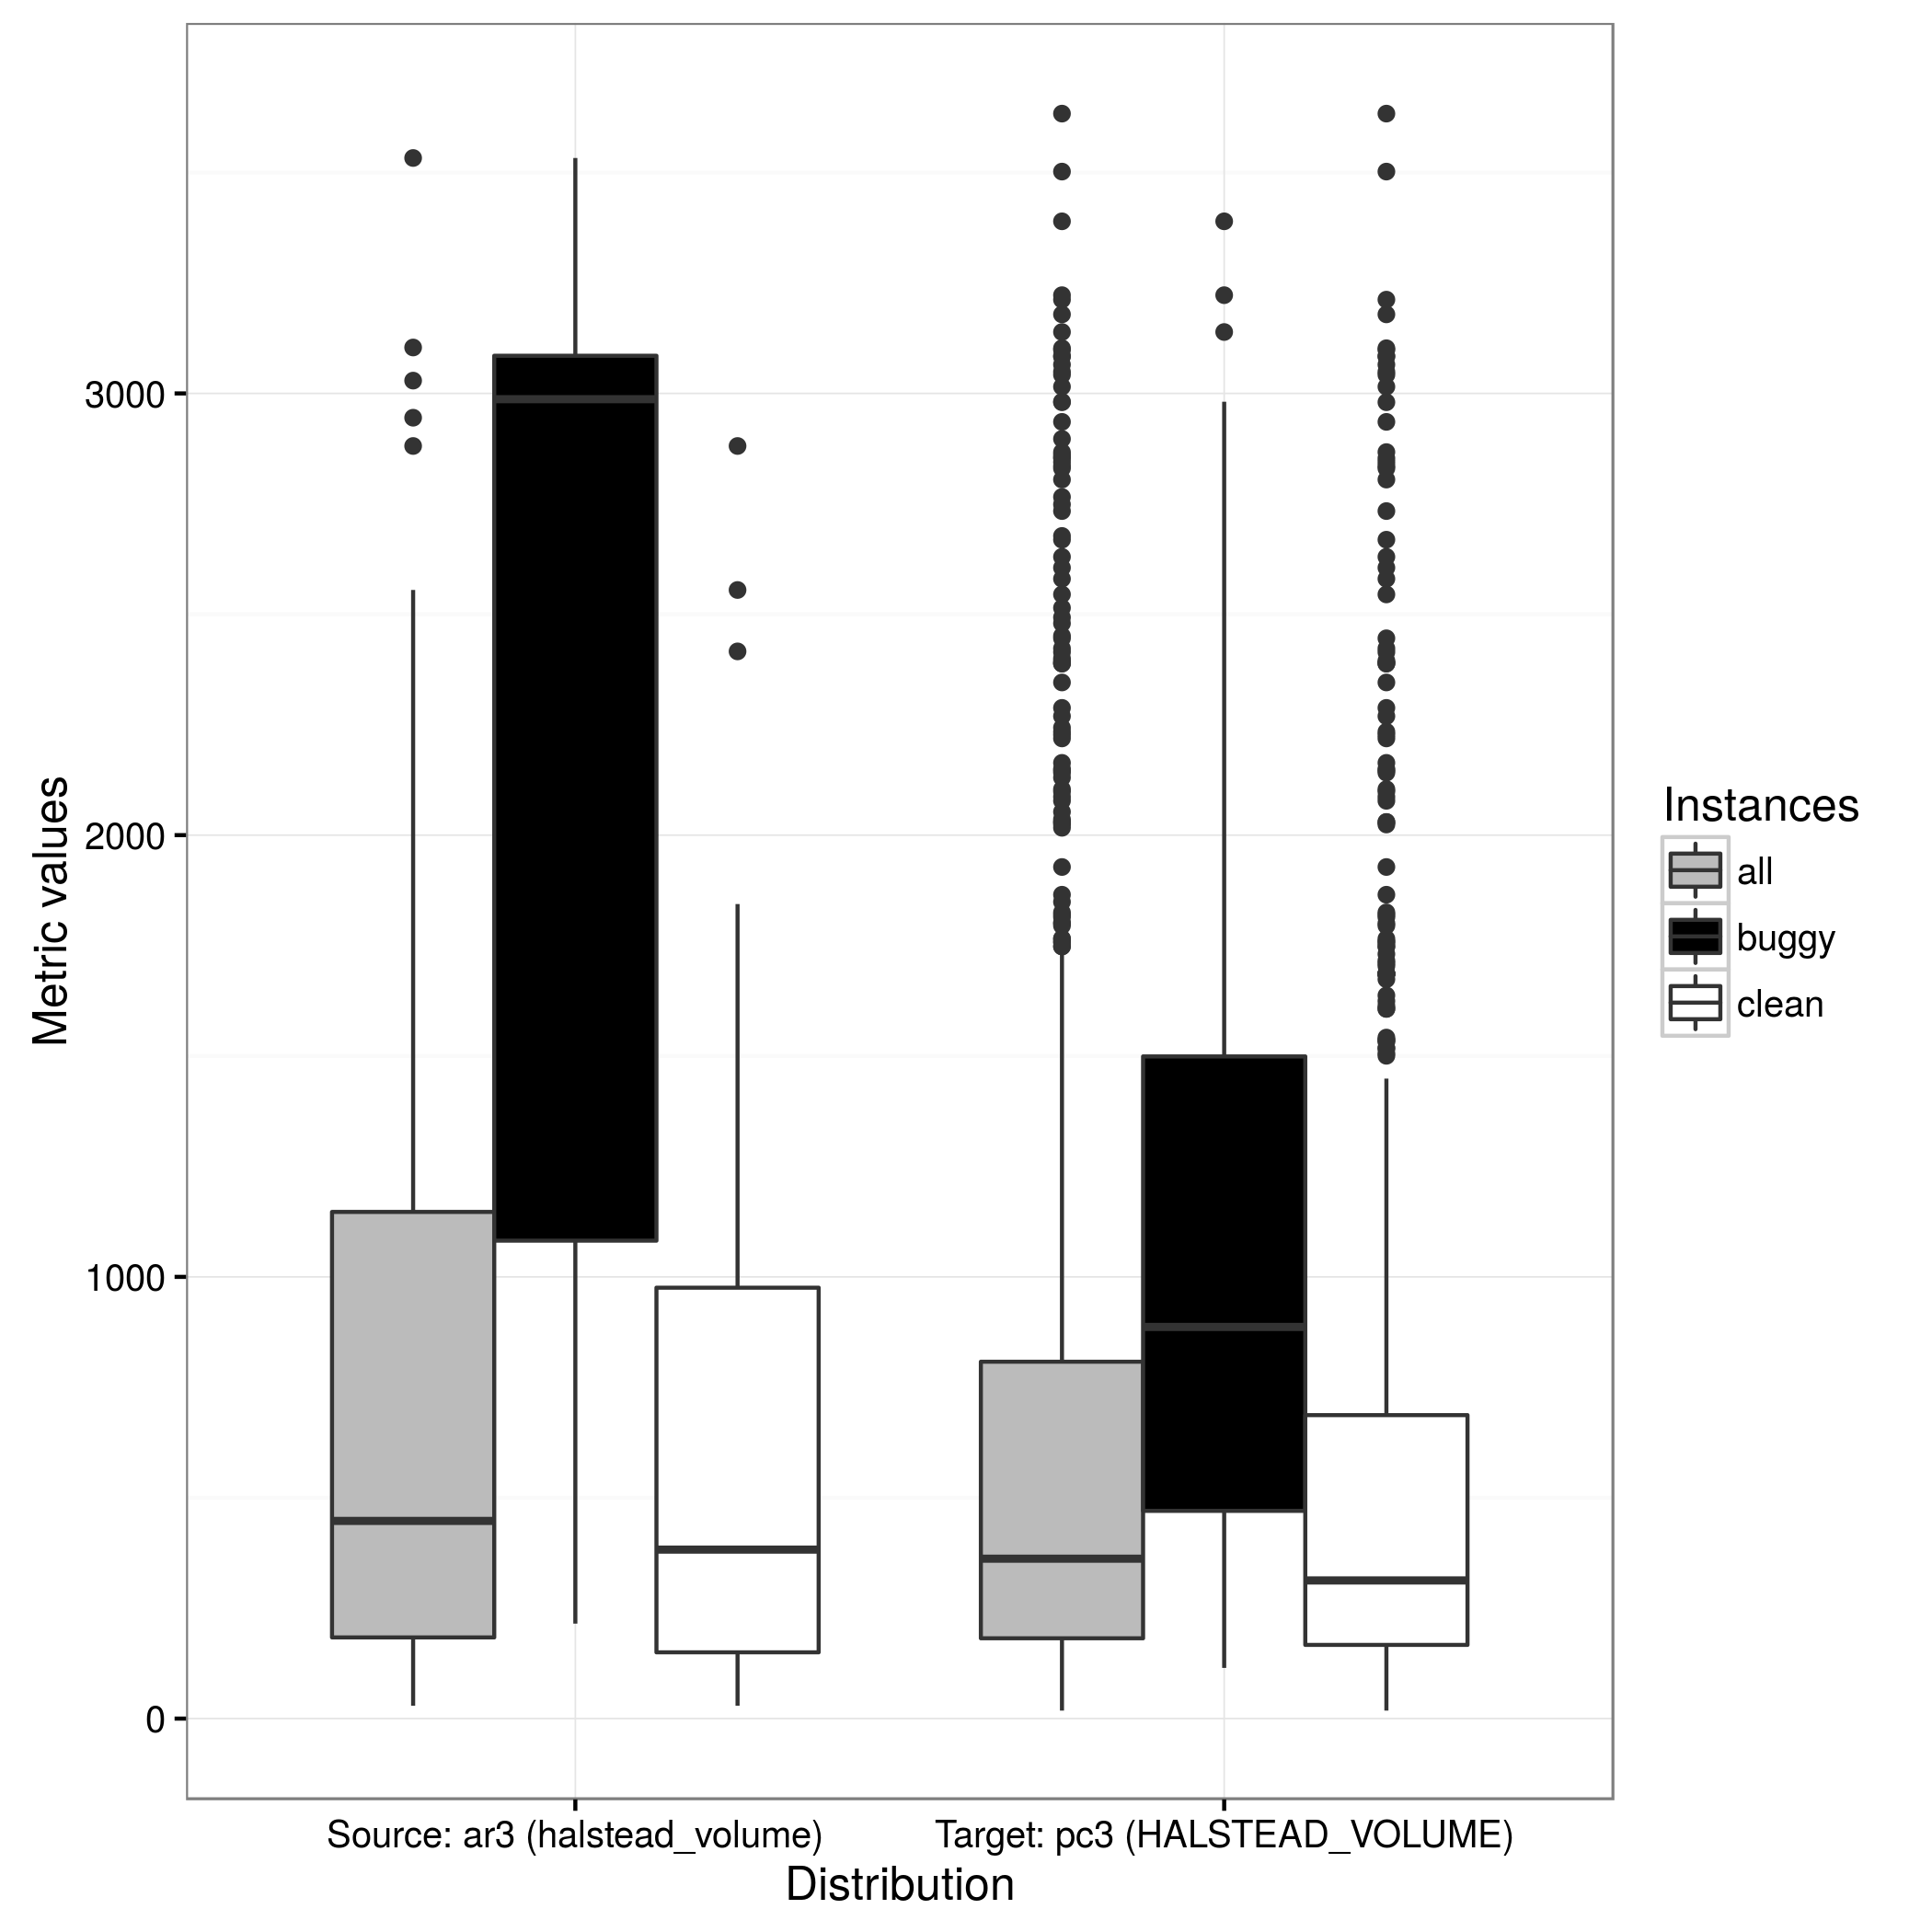 Metric values
3000
2000
1000
0
Source: ar3 (halstead_volume)
Target: pc3 (HALSTEAD_VOLUME)
Distribution
Instances
all
buggy
clean